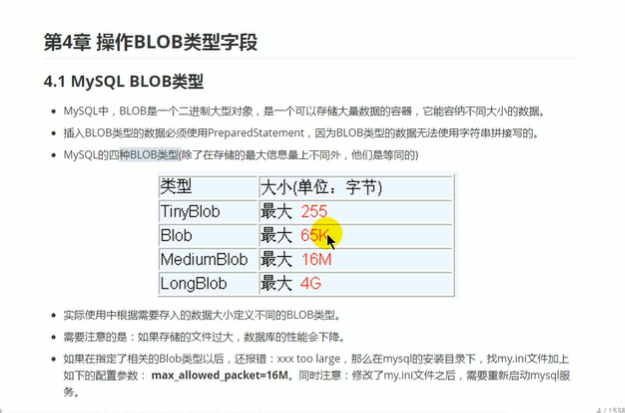 第4章 操作BLOB类型字段
4.1 MySQL BLOB类型
• MySQL中，BLOB是一个二进制大型对象，是一个可以存储大量数据的容器，它能容纳不同大小的数据。
• 插入BLOB类型的数据必须使用PreparedStatement，因为BLOB类型的数据无法使用字符串拼接写的。
• MySQL的四种BLOB类型(除了在存储的最大信息量上不同外，他们是等同的)
类型 大小(单位：字节)
TinyBlob 最大 255
Blob 最大 65K
MediumBlob 最大 16M
LongBlob 最大 4G
• 实际使用中根据需要存入的数据大小定义不同的BLOB类型。
• 需要注意的是：如果存储的文件过大，数据库的性能会下降。
• 如果在指定了相关的Blob类型以后，还报错：xxx too large，那么在mysql的安装目录下，找my.ini文件加上
如下的配置参数： max_allowed_packet=16M。同时注意：修改了my.ini文件之后，需要重新启动mysql服
务。
4 / 1538